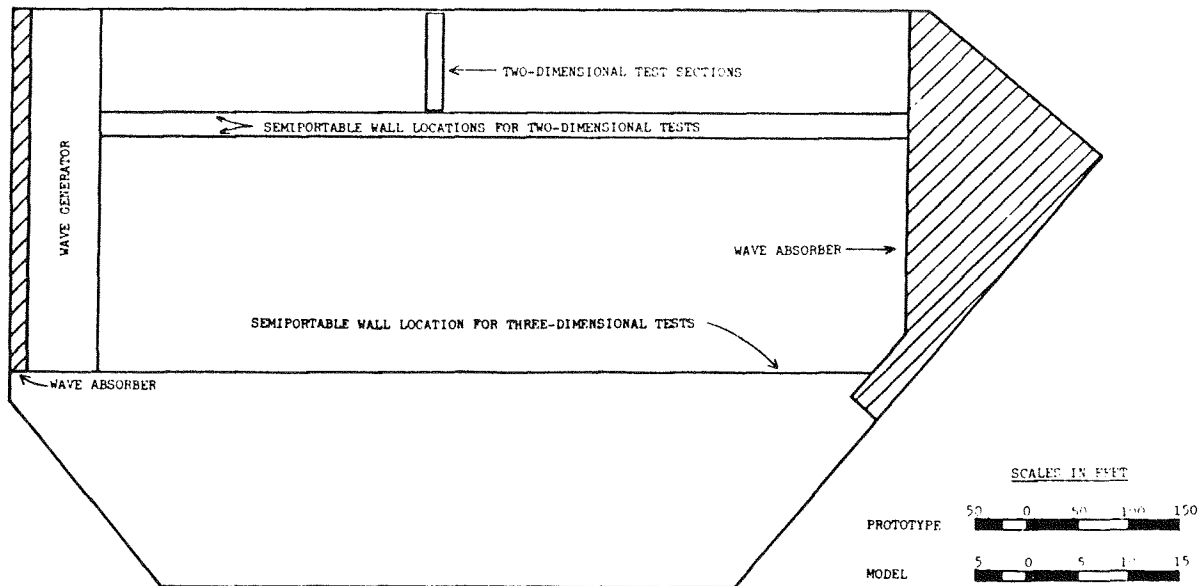 TWO-DIMENSIONAL TEST SECTIONS
SEMIPORTABLE WALL LOCATIONS FOR TWO-DIMENSIONAL TESTS
WAVE GENERATOR
WAVE ABSORBER
SEMIPORTABLE WALL LOCATION FOR THREE-DIMENSIONAL TESTS
WAVE ABSORBER
SCALES IN FEET
PROTOTYPE 50 0 50 100 150
MODEL 5 0 5 10 15